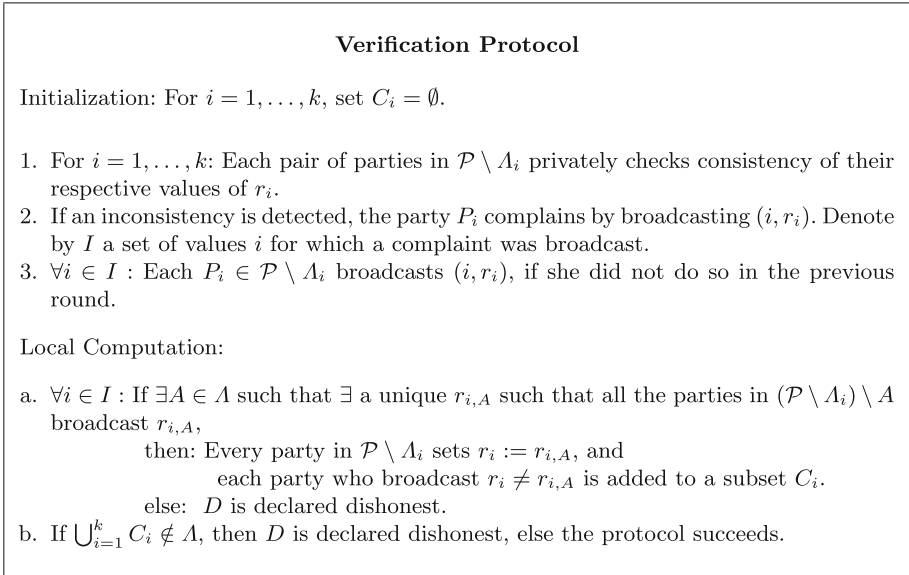 Verification Protocol
Initialization: For i = 1, . . . , k, set C_i = ∅.
1. For i = 1, . . . , k: Each pair of parties in 𝒫 \ Λ_i privately checks consistency of their
respective values of r_i.
2. If an inconsistency is detected, the party P_i complains by broadcasting (i, r_i). Denote
by I a set of values i for which a complaint was broadcast.
3. ∀i ∈ I : Each P_i ∈ 𝒫 \ Λ_i broadcasts (i, r_i), if she did not do so in the previous
round.
Local Computation:
a. ∀i ∈ I : If ∃A ∈ Λ such that ∃ a unique r_{i,A} such that all the parties in (𝒫 \ Λ_i) \ A
broadcast r_{i,A},
then: Every party in 𝒫 \ Λ_i sets r_i := r_{i,A}, and
each party who broadcast r_i ≠ r_{i,A} is added to a subset C_i.
else: D is declared dishonest.
b. If ⋃_{i=1}^k C_i ∉ Λ, then D is declared dishonest, else the protocol succeeds.